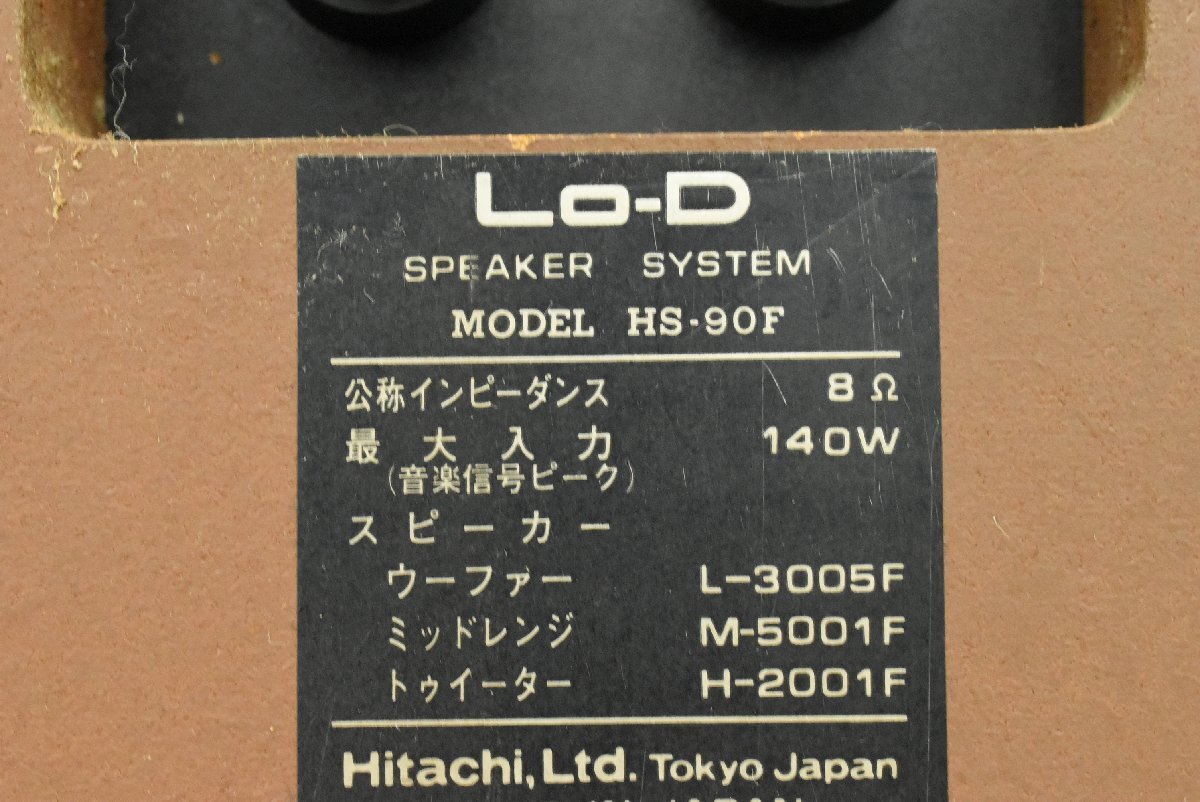 Lo-D
SPEAKER SYSTEM
MODEL HS-90F
公称インピーダンス 8Ω
最大入力 140W
(音楽信号ピーク)
スピーカー
ウーファー L-3005F
ミッドレンジ M-5001F
トゥイーター H-2001F
Hitachi, Ltd. Tokyo Japan